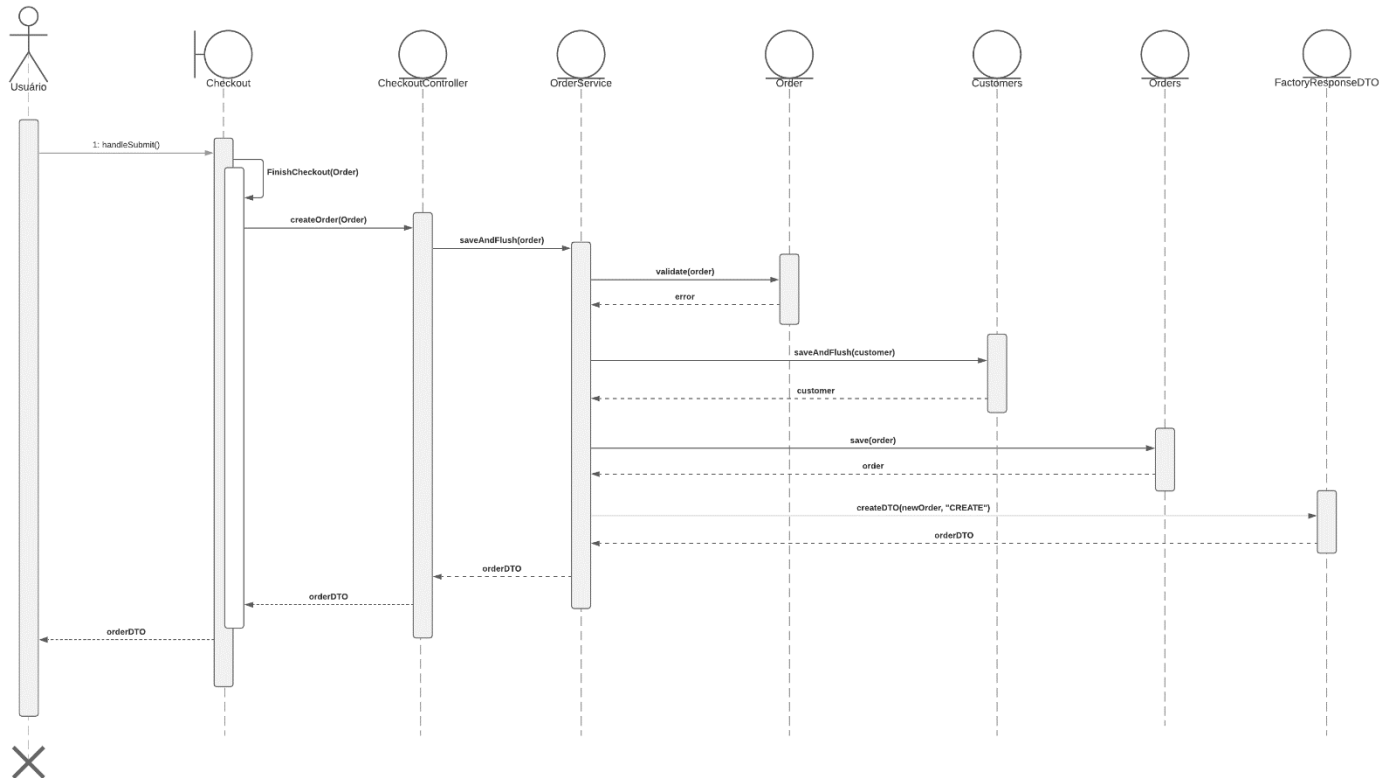 Usuário
Checkout
CheckoutController
OrderService
Order
Customers
Orders
FactoryResponseDTO
1: handleSubmit()
FinishCheckout(Order)
createOrder(Order)
saveAndFlush(order)
validate(order)
error
saveAndFlush(customer)
customer
save(order)
order
createDTO(newOrder, "CREATE")
orderDTO
orderDTO
orderDTO
orderDTO